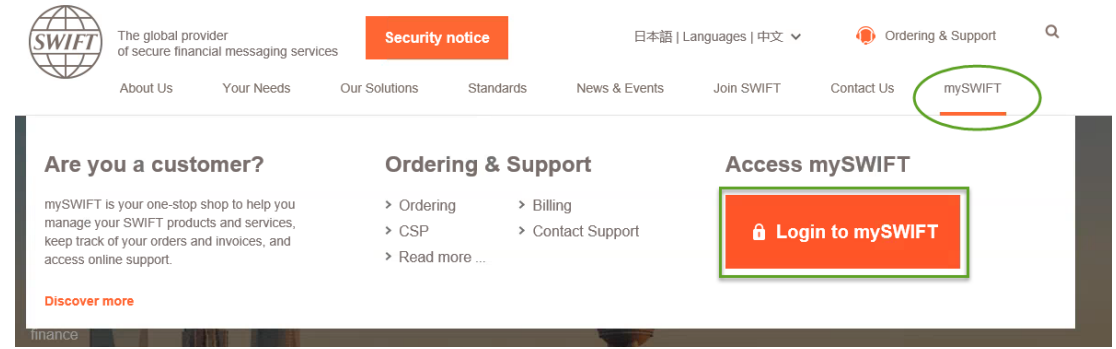 SWIFT
The global provider
of secure financial messaging services
Security notice
日本語 | Languages | 中文
Ordering & Support
About Us
Your Needs
Our Solutions
Standards
News & Events
Join SWIFT
Contact Us
mySWIFT
Are you a customer?
mySWIFT is your one-stop shop to help you
manage your SWIFT products and services,
keep track of your orders and invoices, and
access online support.
Discover more
Ordering & Support
> Ordering
> CSP
> Read more ...
> Billing
> Contact Support
Access mySWIFT
Login to mySWIFT
finance